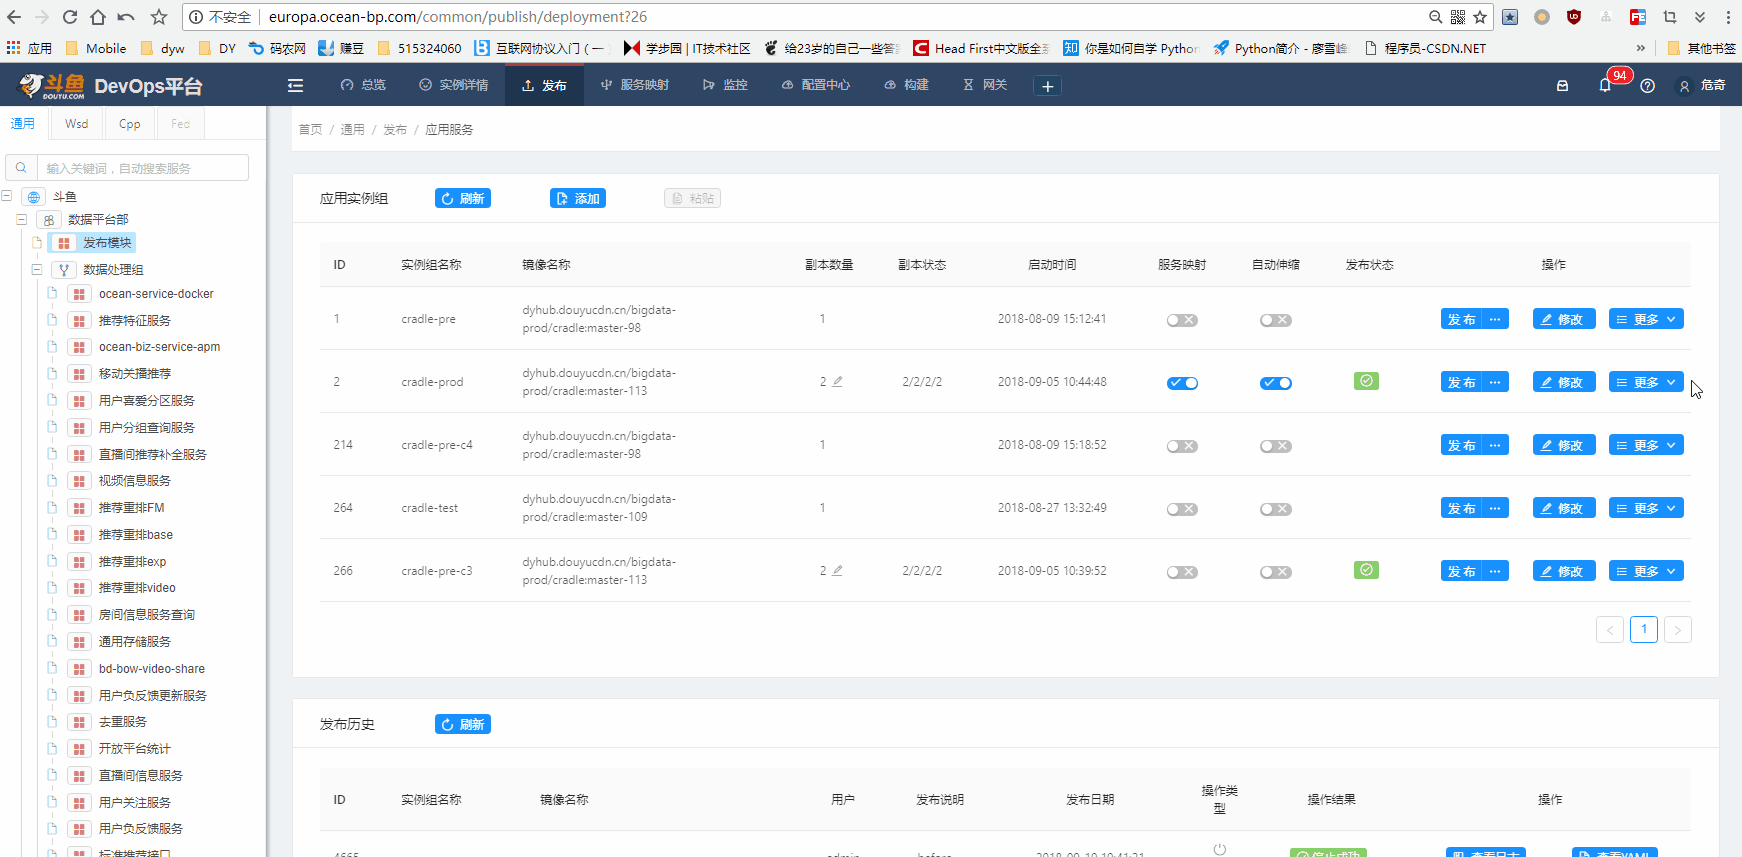 不安全 europa.ocean-bp.com/common/publish/deployment?26
应用 Mobile dyw DY 码农网 赚豆 515324060 互联网协议入门 ( 一 学步园 | IT技术社区 给23岁的自己一些答 Head First中文版全 你是如何自学 Python Python简介 - 廖雪峰 程序员-CSDN.NET » 其他书签
斗鱼 DOUYU.COM DevOps平台 总览 实例详情 发布 服务映射 监控 配置中心 构建 网关 94 危奇
通用 Wsd Cpp Fed
首页 / 通用 / 发布 / 应用服务
输入关键词，自动搜索服务
斗鱼
数据平台部
发布模块
数据处理组
ocean-service-docker
推荐特征服务
ocean-biz-service-apm
移动关播推荐
用户喜爱分区服务
用户分组查询服务
直播间推荐补全服务
视频信息服务
推荐重排FM
推荐重排base
推荐重排exp
推荐重排video
房间信息服务查询
通用存储服务
bd-bow-video-share
用户负反馈更新服务
去重服务
开放平台统计
直播间信息服务
用户关注服务
用户负反馈服务
标准推荐接口
应用实例组 刷新 添加 粘贴
ID 实例组名称 镜像名称 副本数量 副本状态 启动时间 服务映射 自动伸缩 发布状态 操作
1 cradle-pre dyhub.douyucdn.cn/bigdata-prod/cradle:master-98 1 2018-08-09 15:12:41 发布 ··· 修改 更多
2 cradle-prod dyhub.douyucdn.cn/bigdata-prod/cradle:master-113 2 2/2/2/2 2018-09-05 10:44:48 发布 ··· 修改 更多
214 cradle-pre-c4 dyhub.douyucdn.cn/bigdata-prod/cradle:master-98 1 2018-08-09 15:18:52 发布 ··· 修改 更多
264 cradle-test dyhub.douyucdn.cn/bigdata-prod/cradle:master-109 1 2018-08-27 13:32:49 发布 ··· 修改 更多
266 cradle-pre-c3 dyhub.douyucdn.cn/bigdata-prod/cradle:master-113 2 2/2/2/2 2018-09-05 10:39:52 发布 ··· 修改 更多
< 1 >
发布历史 刷新
ID 实例组名称 镜像名称 用户 发布说明 发布日期 操作类型 操作结果 操作
4665 admin before 2018-09-10 10:41:21 停止成功 查看日志 查看YAML